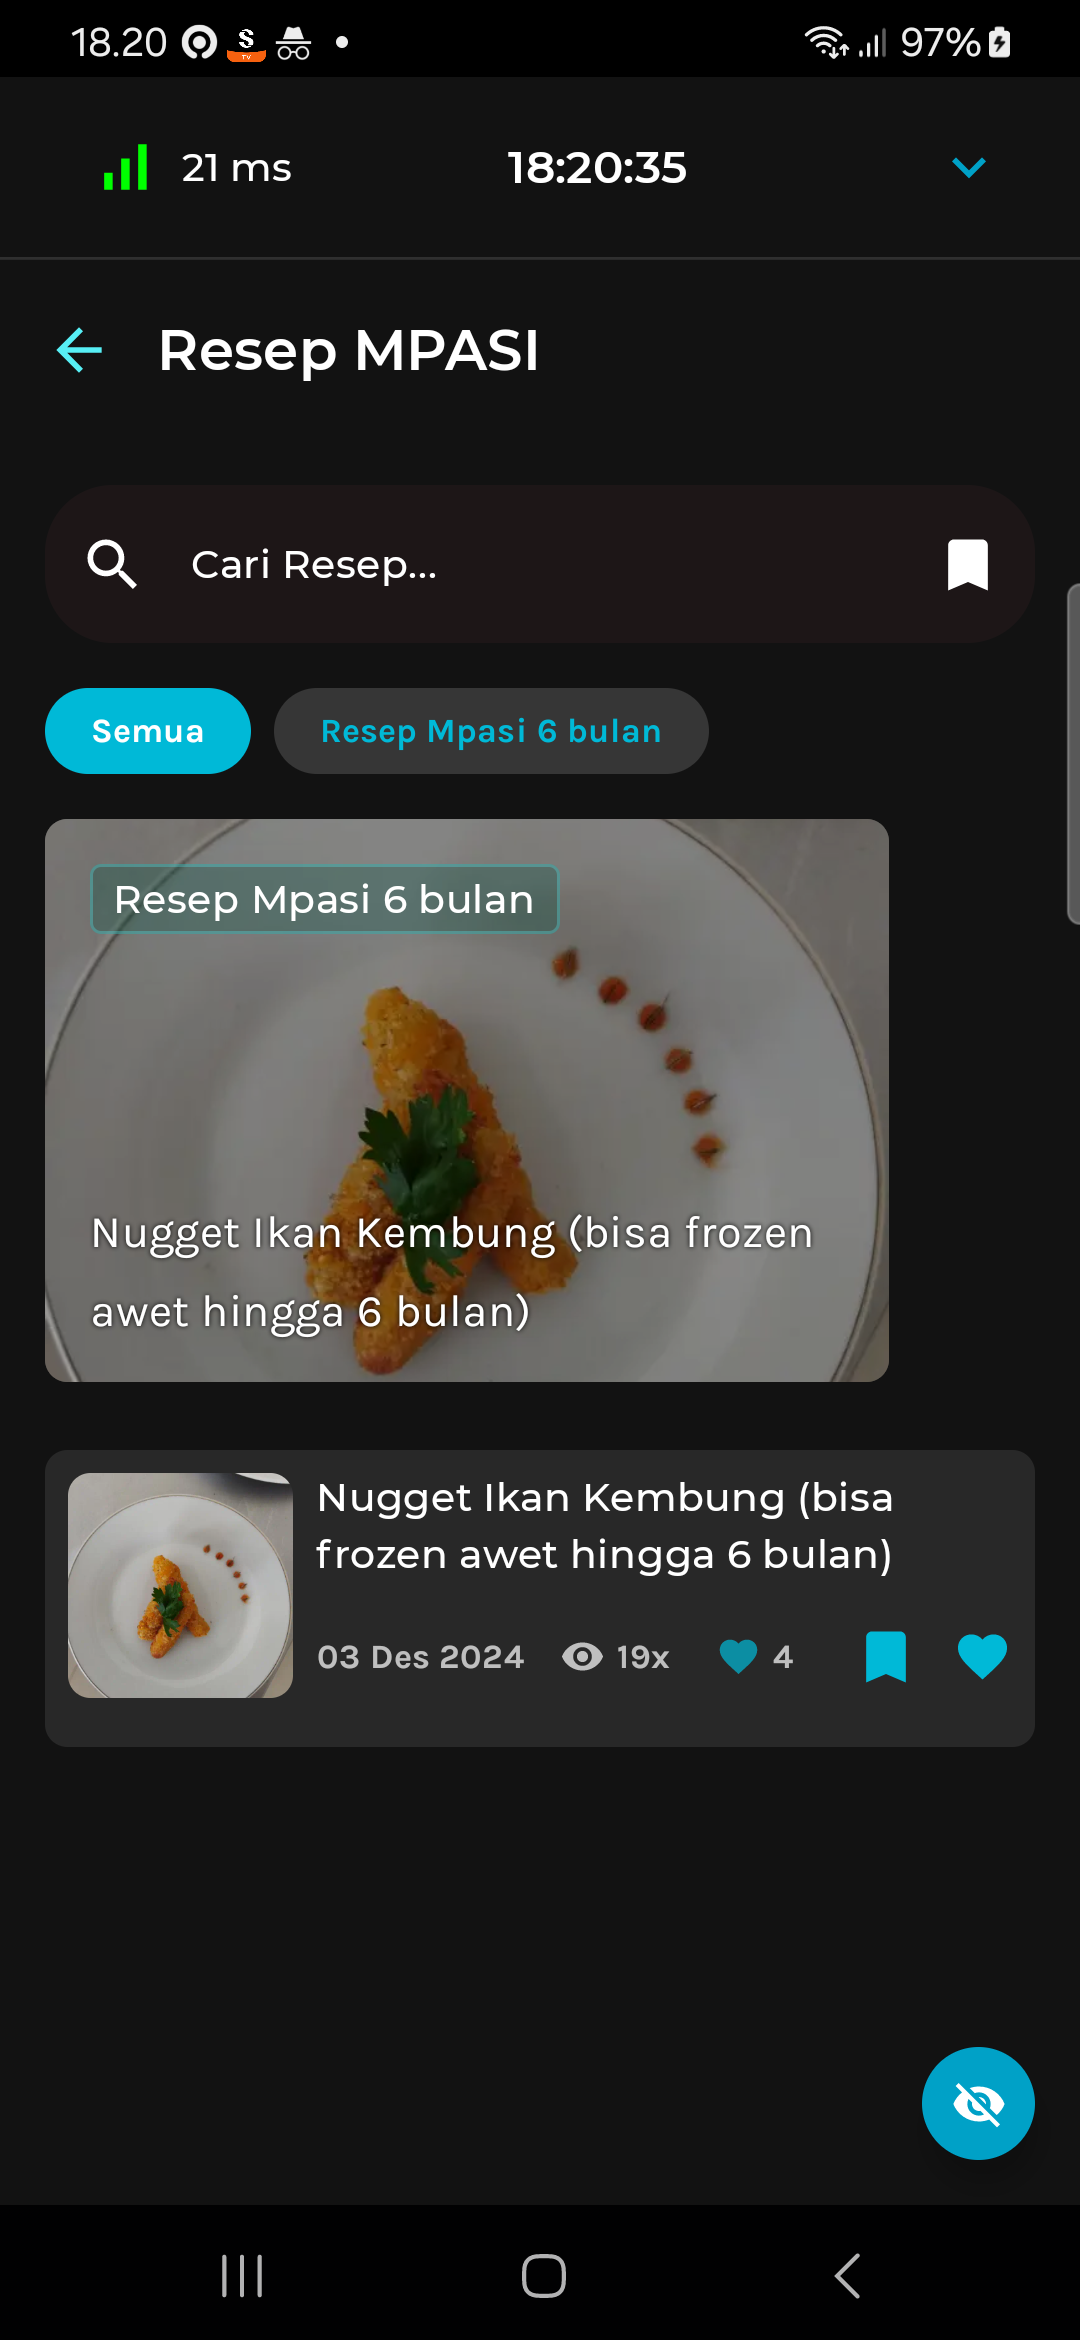 18.20
S
TV
97%
21 ms
18:20:35
Resep MPASI
Cari Resep...
Semua
Resep Mpasi 6 bulan
Resep Mpasi 6 bulan
Nugget Ikan Kembung (bisa frozen
awet hingga 6 bulan)
Nugget Ikan Kembung (bisa
frozen awet hingga 6 bulan)
03 Des 2024
19x
4